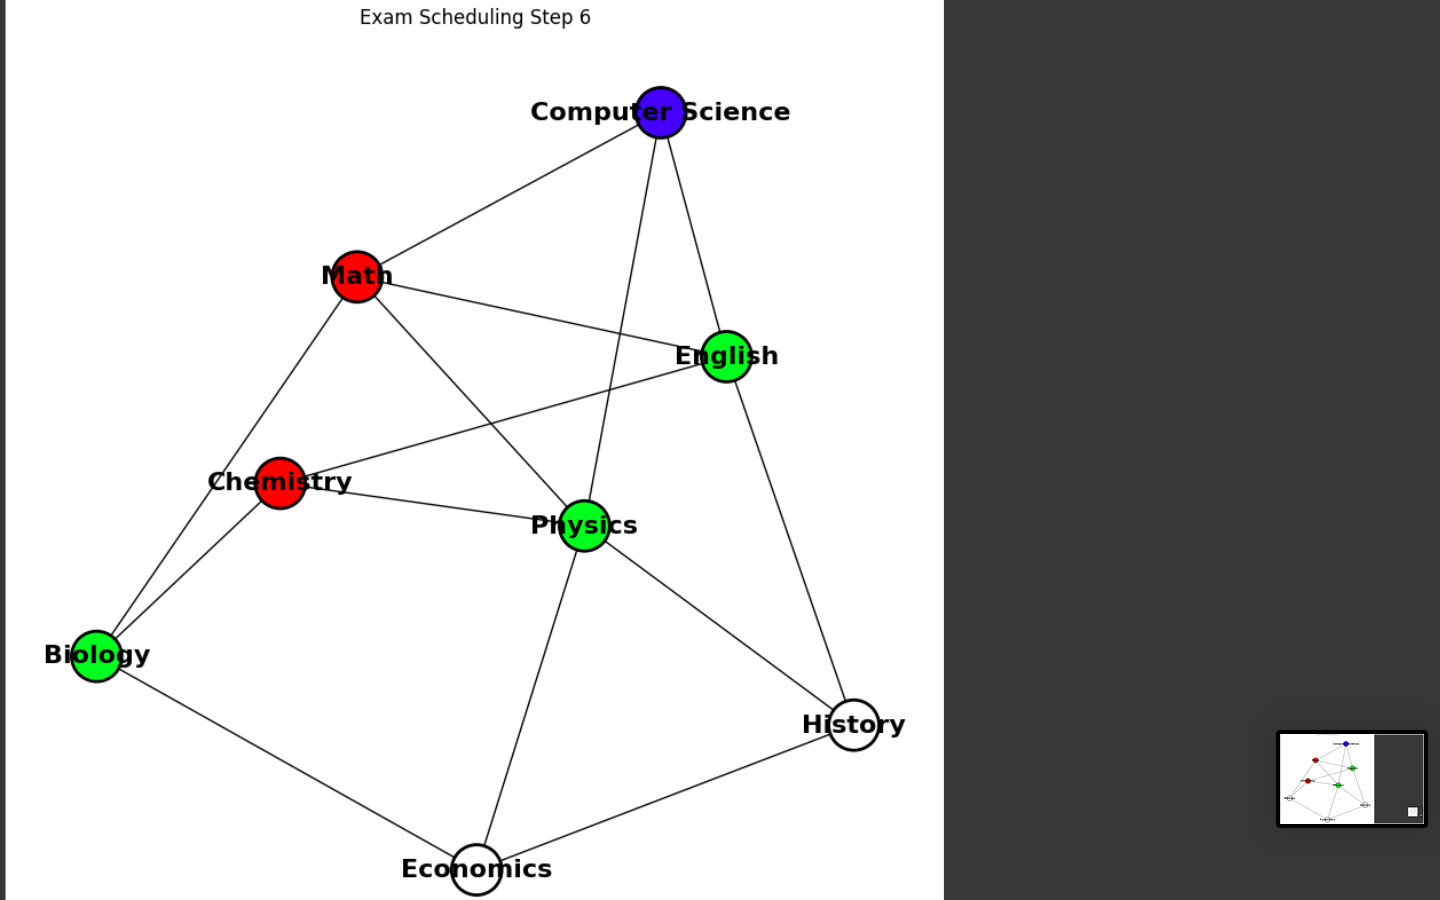 Exam Scheduling Step 6
Computer Science
Math
English
Chemistry
Physics
Biology
History
Economics